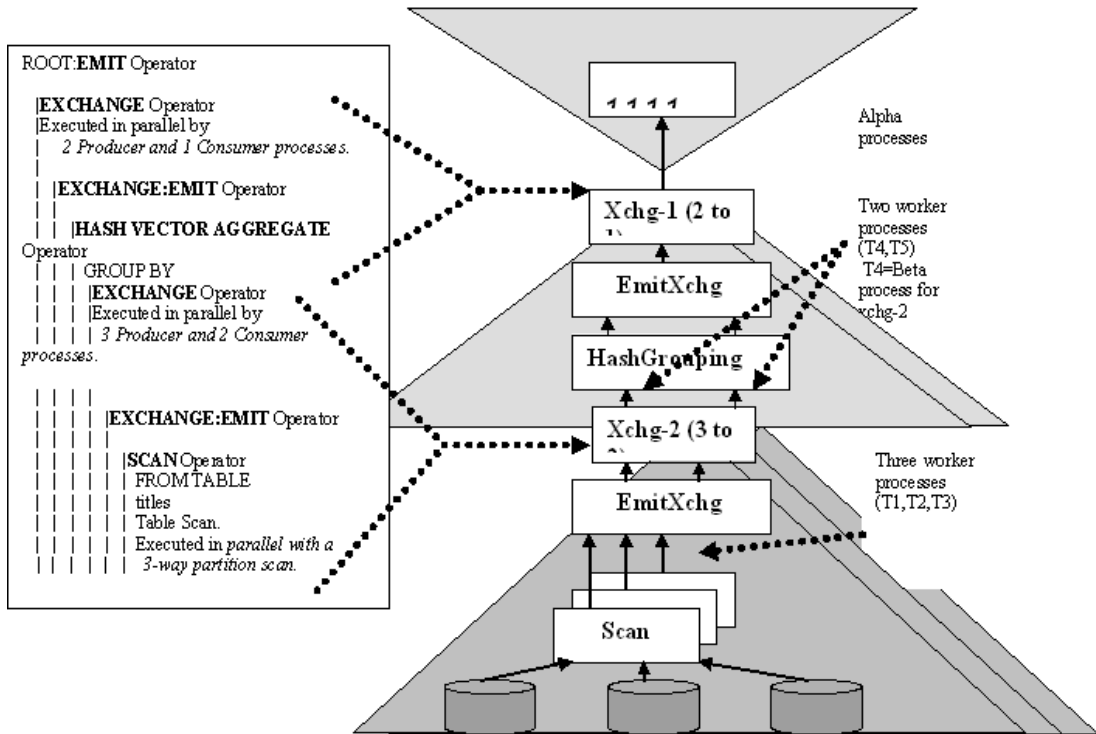 ROOT:EMIT Operator
|EXCHANGE Operator
|Executed in parallel by
| 2 Producer and 1 Consumer processes.
|
| |EXCHANGE:EMIT Operator
| |
| | |HASH VECTOR AGGREGATE
Operator
| | | | GROUP BY
| | | |EXCHANGE Operator
| | | |Executed in parallel by
| | | | 3 Producer and 2 Consumer
processes.
| | | |
| | | | |EXCHANGE:EMIT Operator
| | | | |
| | | | | |SCAN Operator
| | | | | | FROM TABLE
| | | | | | titles
| | | | | | Table Scan.
| | | | | | Executed in parallel with a
| | | | | | 3-way partition scan.
Alpha
processes
Xchg-1 (2 to
Two worker
processes
(T4,T5)
T4=Beta
process for
xchg-2
EmitXchg
HashGrouping
Xchg-2 (3 to
Three worker
processes
(T1,T2,T3)
EmitXchg
Scan